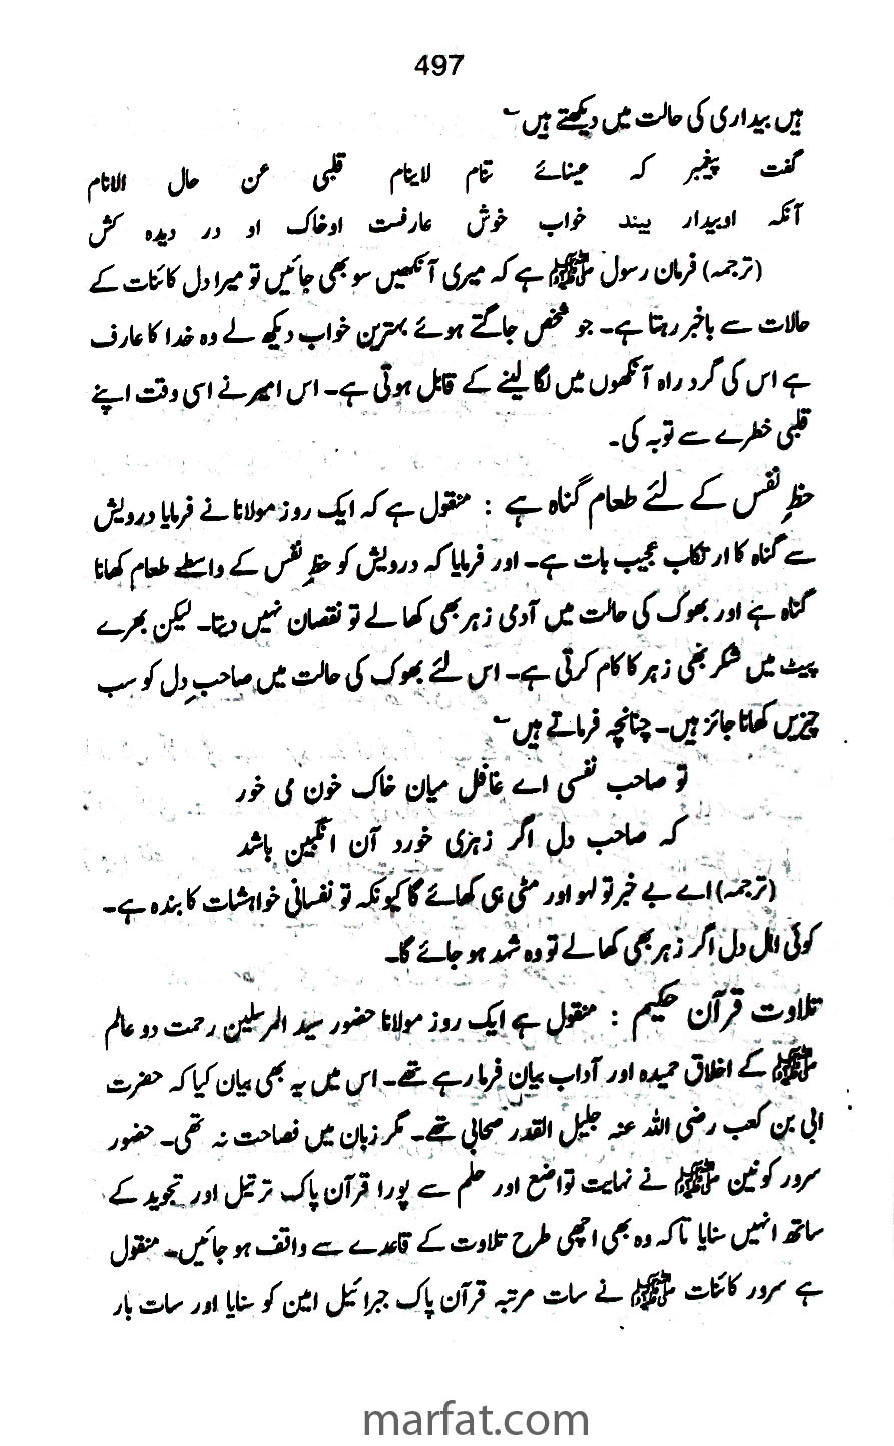 497
ہیں بیداری کی حالت میں دیکھتے ہیں ؎
گفت پیغمبر کہ عینائے تنام لاینام قلبی عن حال الانام
آنکہ اوبیدار بیند خواب خوش عارفست اوخاک او در دیدہ کش
(ترجمہ) فرمان رسول ﷺ ہے کہ میری آنکھیں سو بھی جائیں تو میرا دل کائنات کے
حالات سے باخبر رہتا ہے۔ جو شخص جاگتے ہوئے بہترین خواب دیکھ لے وہ خدا کا عارف
ہے اس کی گرد راہ آنکھوں میں لگا لینے کے قابل ہوتی ہے۔ اس امیر نے اسی وقت اپنے
قلبی خطرے سے توبہ کی۔
حظِ نفس کے لئے طعام گناہ ہے : منقول ہے کہ ایک روز مولانا نے فرمایا درویش
سے گناہ کا ارتکاب عجیب بات ہے۔ اور فرمایا کہ درویش کو حظِ نفس کے واسطے طعام کھانا
گناہ ہے اور بھوک کی حالت میں آدمی زہر بھی کھا لے تو نقصان نہیں دیتا۔ لیکن بھرے
پیٹ میں شکر بھی زہر کا کام کرتی ہے۔ اس لئے بھوک کی حالت میں صاحبِ دل کو سب
چیزیں کھانا جائز ہیں۔ چنانچہ فرماتے ہیں ؎
تو صاحب نفسی اے غافل میان خاک خون می خور
کہ صاحب دل اگر زہری خورد آن انگبین باشد
(ترجمہ) اے بے خبر تو لہو اور مٹی ہی کھائے گا کیونکہ تو نفسانی خواہشات کا بندہ ہے۔
کوئی اہل دل اگر زہر بھی کھا لے تو وہ شہد ہو جائے گا۔
تلاوت قرآن حکیم : منقول ہے ایک روز مولانا حضور سید المرسلین رحمت دو عالم
ﷺ کے اخلاق حمیدہ اور آداب بیان فرما رہے تھے۔ اس میں یہ بھی بیان کیا کہ حضرت
ابی بن کعب رضی اللہ عنہ جلیل القدر صحابی تھے۔ مگر زبان میں فصاحت نہ تھی۔ حضور
سرور کونین ﷺ نے نہایت تواضع اور حلم سے پورا قرآن پاک ترتیل اور تجوید کے
ساتھ انہیں سنایا تاکہ وہ بھی اچھی طرح تلاوت کے قاعدے سے واقف ہو جائیں۔ منقول
ہے سرور کائنات ﷺ نے سات مرتبہ قرآن پاک جبرائیل امین کو سنایا اور سات بار
marfat.com